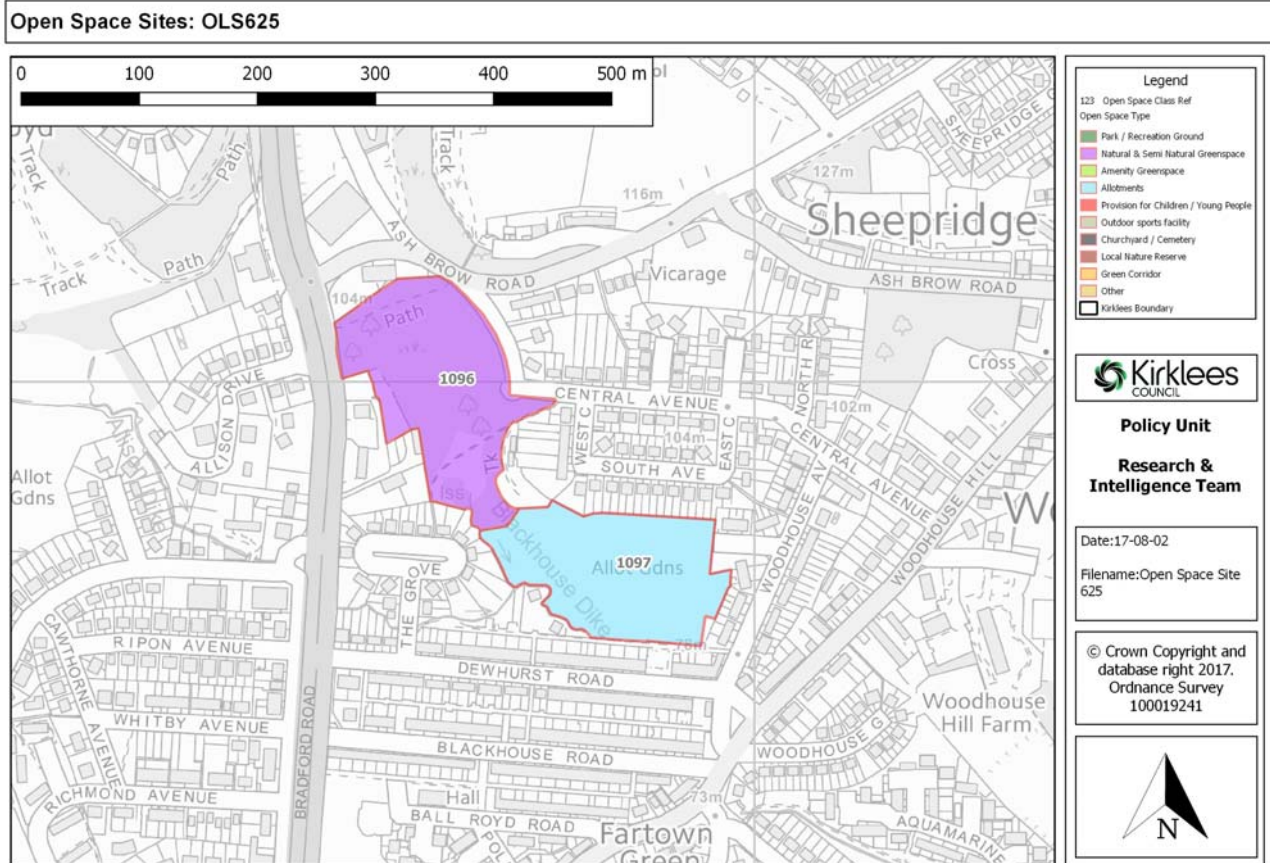 Open Space Sites: OLS625
0 100 200 300 400 500 m
Track
Path
Track
Path
Track
Track
ASH BROW ROAD
116m
127m
SHEEPRIDGE
Sheepridge
Vicarage
ASH BROW ROAD
104m
Path
1096
ALLISON DRIVE
CENTRAL AVENUE
NORTH R
Cross
102m
WEST C
104m
EAST C
CENTRAL AVENUE
SOUTH AVE
Tk
Allot
Gdns
WOODHOUSE AV
WOODHOUSE HILL
Blackhouse Dike
1097
Allot Gdns
THE GROVE
CAWTHORNE AVENUE
RIPON AVENUE
DEWHURST ROAD
Woodhouse
Hill Farm
WHITBY AVENUE
BRADFORD ROAD
BLACKHOUSE ROAD
WOODHOUSE G
RICHMOND AVENUE
Hall
73m
BALL ROYD ROAD
AQUAMARINE
Fartown
Green
Legend
123 Open Space Class Ref
Open Space Type
Park / Recreation Ground
Natural & Semi Natural Greenspace
Amenity Greenspace
Allotments
Provision for Children / Young People
Outdoor sports facility
Churchyard / Cemetery
Local Nature Reserve
Green Corridor
Other
Kirklees Boundary
Kirklees
COUNCIL
Policy Unit
Research &
Intelligence Team
Date:17-08-02
Filename:Open Space Site
625
© Crown Copyright and
database right 2017.
Ordnance Survey
100019241
N